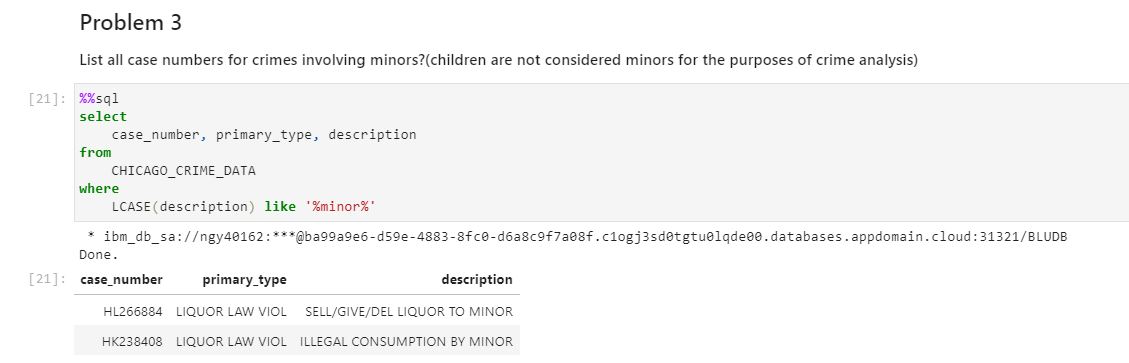 Problem 3
List all case numbers for crimes involving minors?(children are not considered minors for the purposes of crime analysis)
[21]: %%sql
select
case_number, primary_type, description
from
CHICAGO_CRIME_DATA
where
LCASE(description) like '%minor%'
* ibm_db_sa://ngy40162:***@ba99a9e6-d59e-4883-8fc0-d6a8c9f7a08f.c1ogj3sd0tgtu0lqde00.databases.appdomain.cloud:31321/BLUDB
Done.
[21]: case_number primary_type description
HL266884 LIQUOR LAW VIOL SELL/GIVE/DEL LIQUOR TO MINOR
HK238408 LIQUOR LAW VIOL ILLEGAL CONSUMPTION BY MINOR